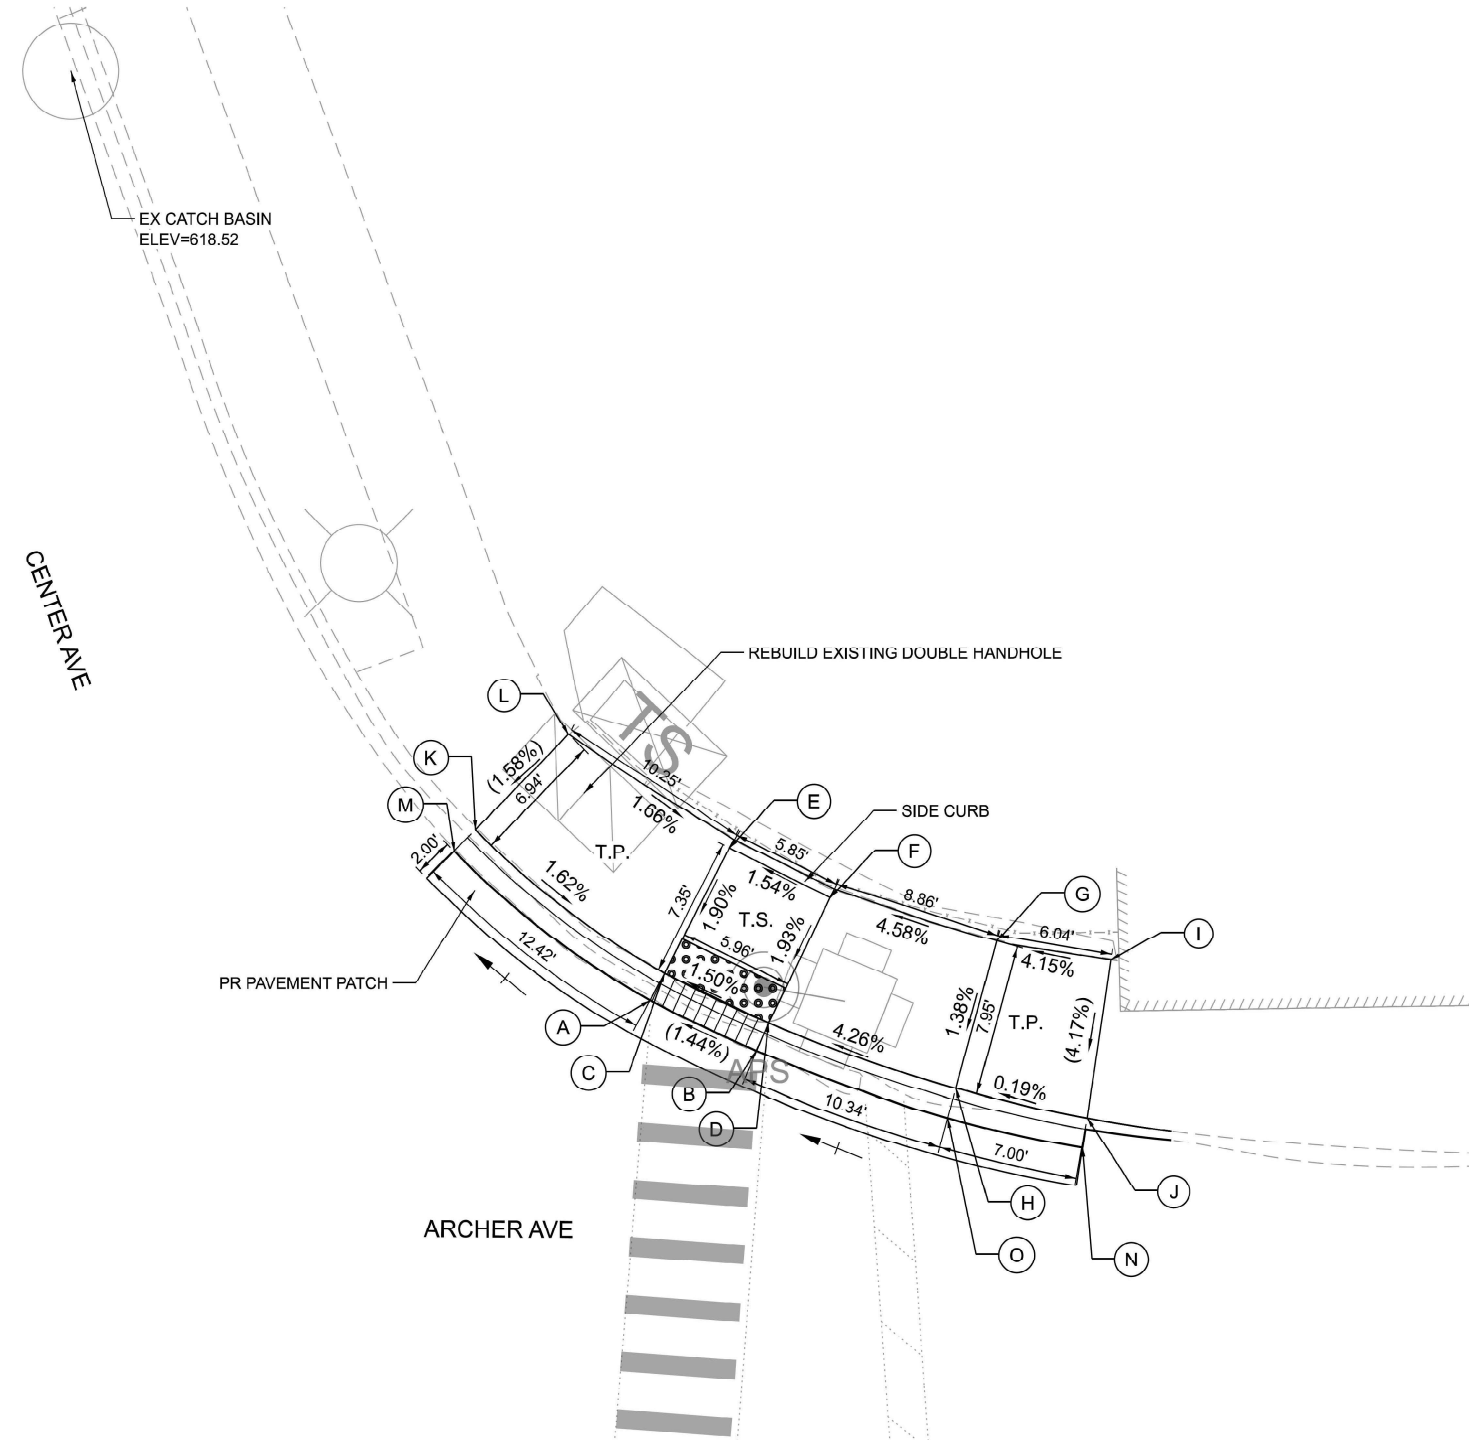 EX CATCH BASIN
ELEV=618.52
CENTER AVE
REBUILD EXISTING DOUBLE HANDHOLE
L
TS
K
(1.58%)
6.94'
10.25'
M
1.66%
E
SIDE CURB
2.00'
T.P.
5.85'
F
1.62%
1.54%
8.86'
G
7.35'
1.90%
T.S.
4.58%
6.04'
I
12.42'
5.96'
1.93%
4.15%
PR PAVEMENT PATCH
1.50%
1.38%
7.95'
T.P.
(4.17%)
A
(1.44%)
4.26%
C
APS
0.19%
B
10.34'
D
7.00'
J
H
ARCHER AVE
O
N